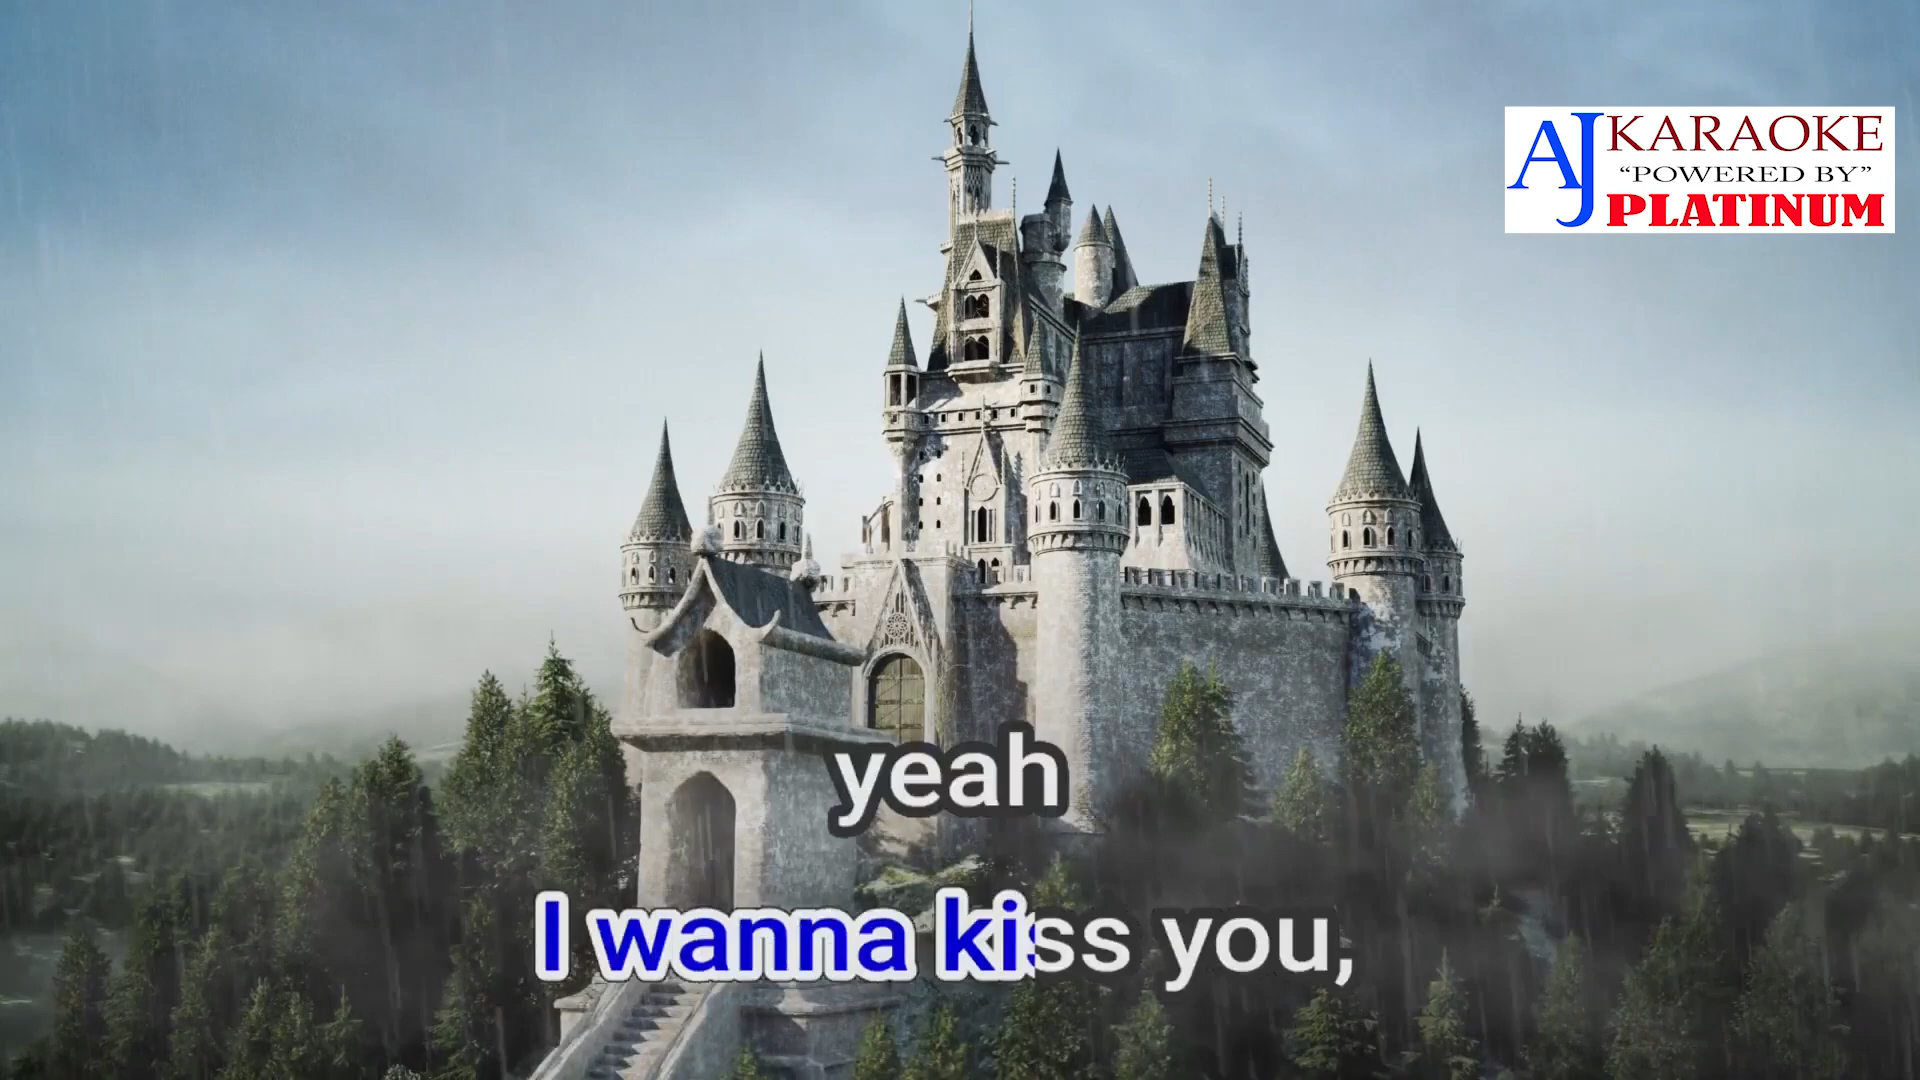 AJ KARAOKE
“POWERED BY”
PLATINUM
yeah
I wanna kiss you,